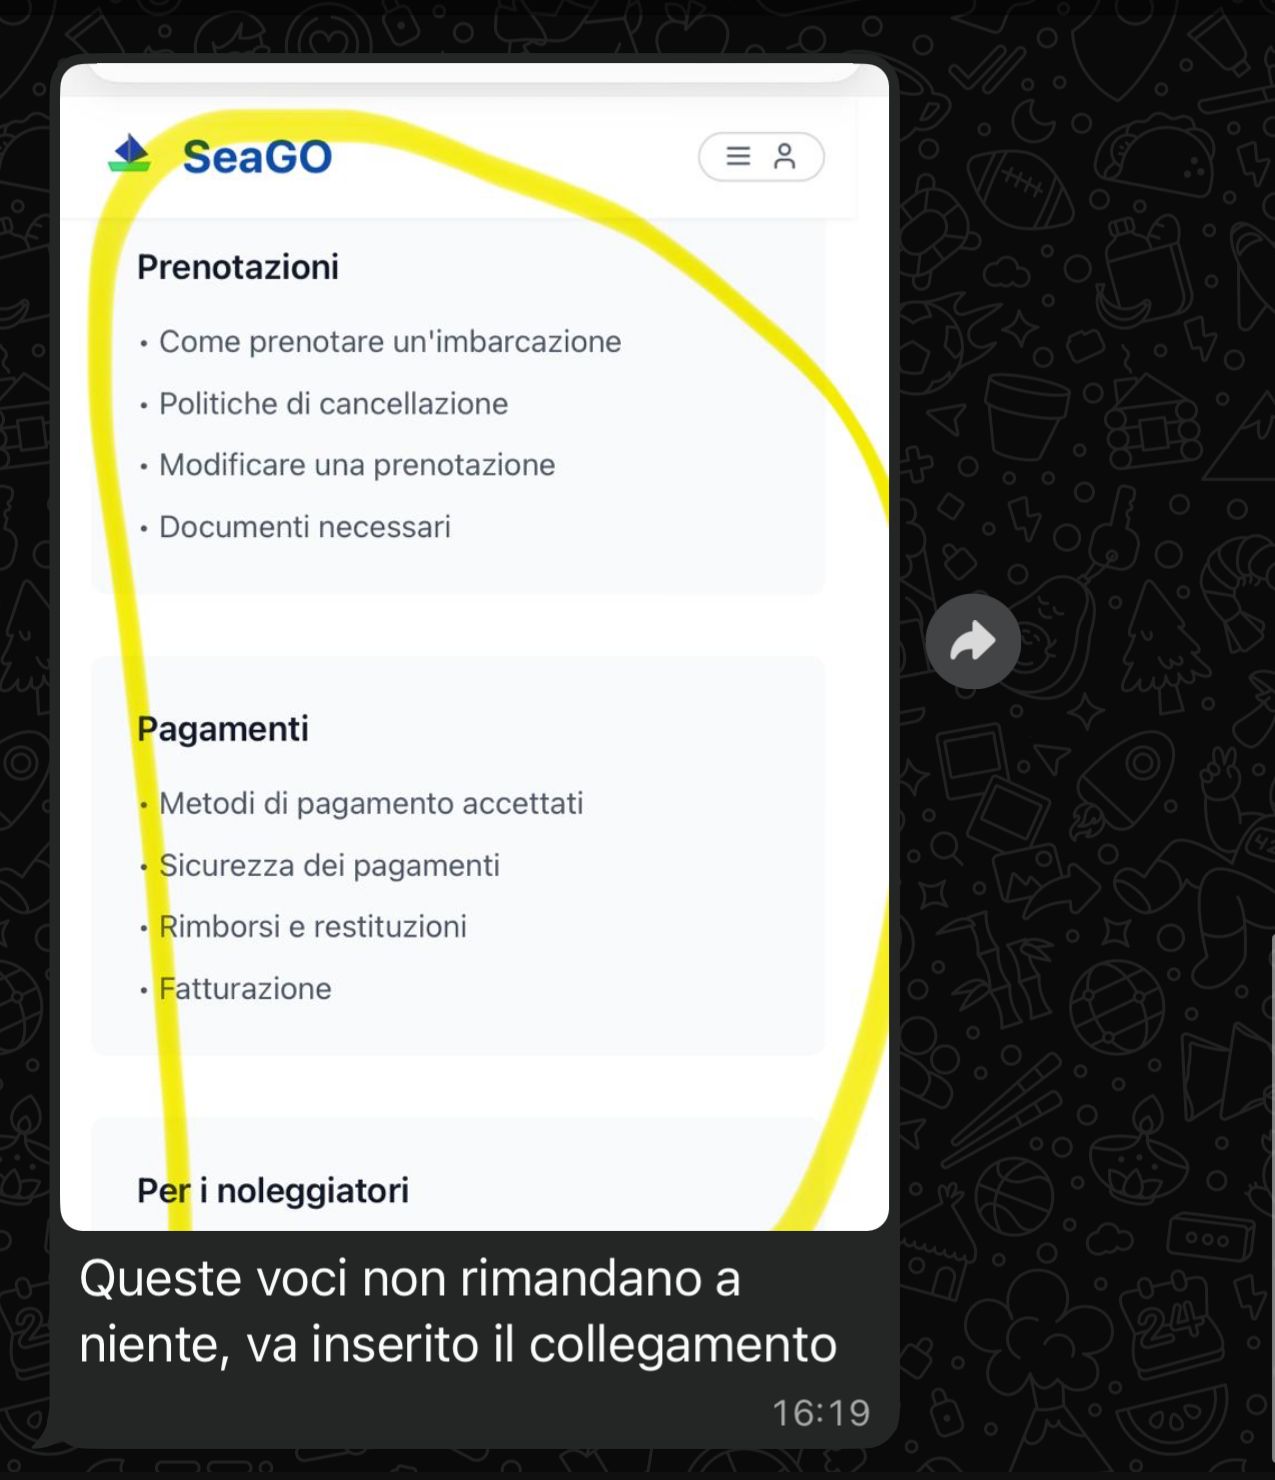 SeaGO
Prenotazioni
• Come prenotare un'imbarcazione
• Politiche di cancellazione
• Modificare una prenotazione
• Documenti necessari
Pagamenti
• Metodi di pagamento accettati
• Sicurezza dei pagamenti
• Rimborsi e restituzioni
• Fatturazione
Per i noleggiatori
Queste voci non rimandano a
niente, va inserito il collegamento
16:19